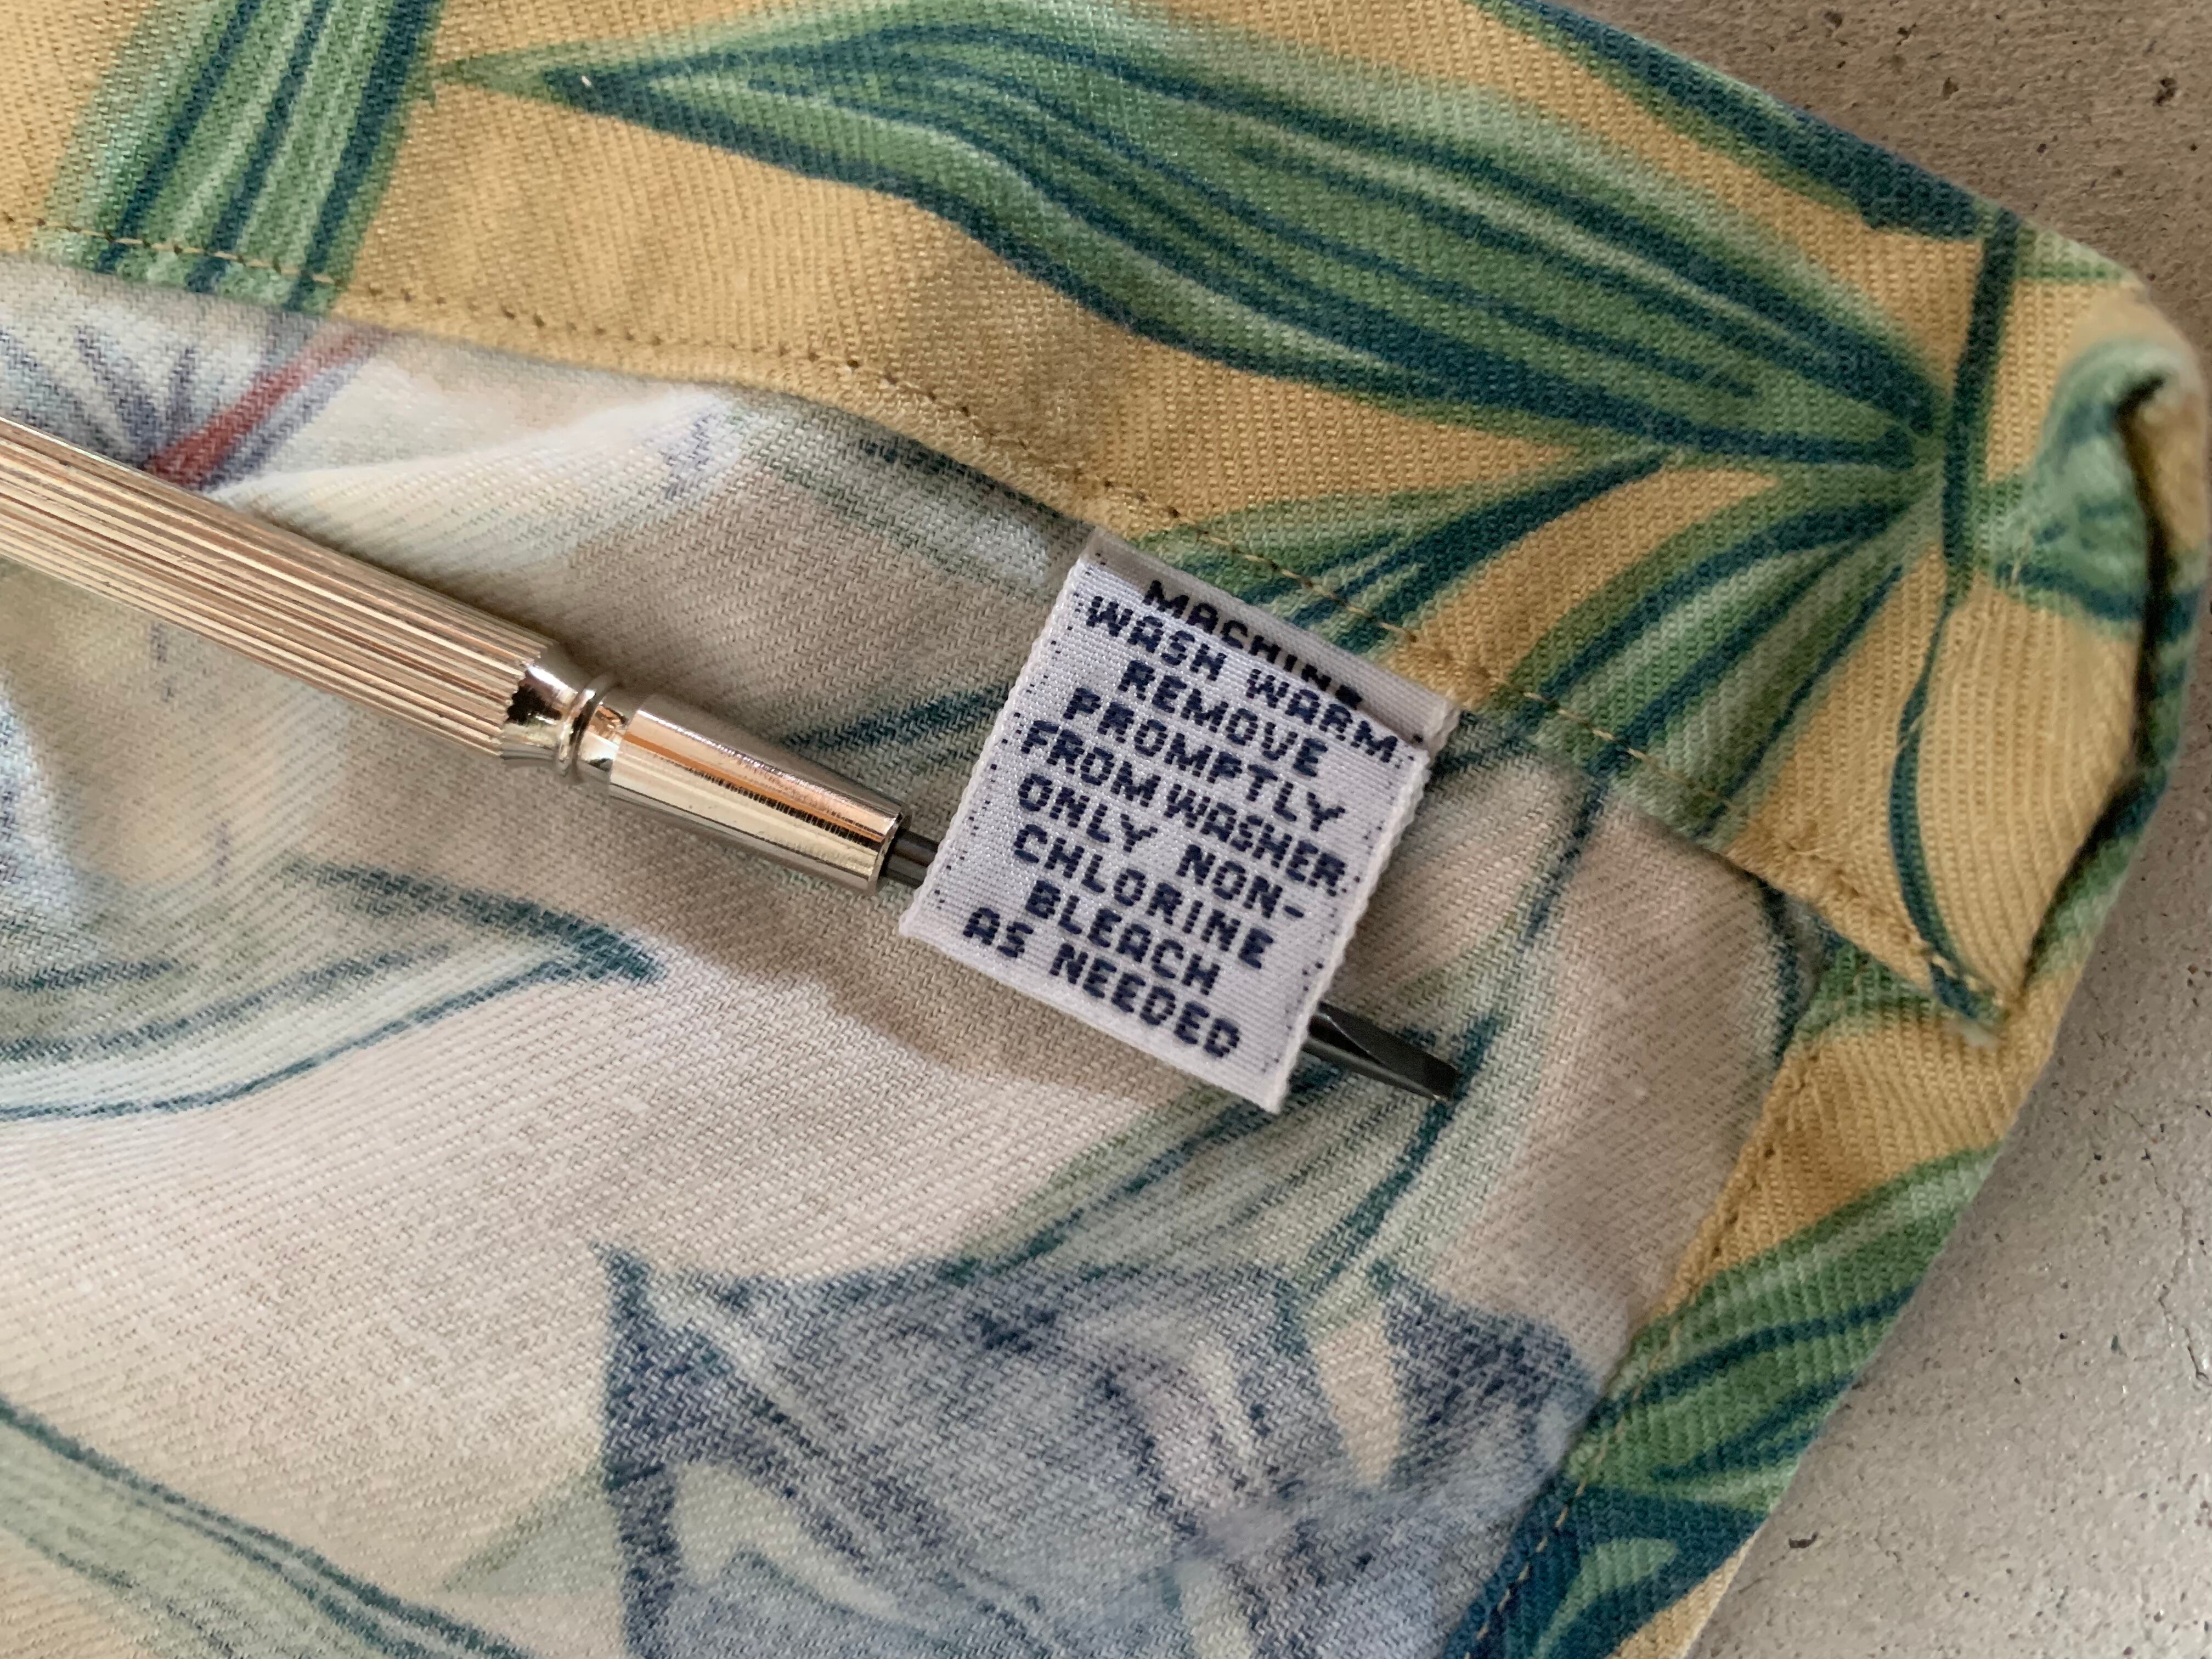 MACHINE
WASH WARM.
REMOVE
PROMPTLY
FROM WASHER.
ONLY NON-
CHLORINE
BLEACH
AS NEEDED